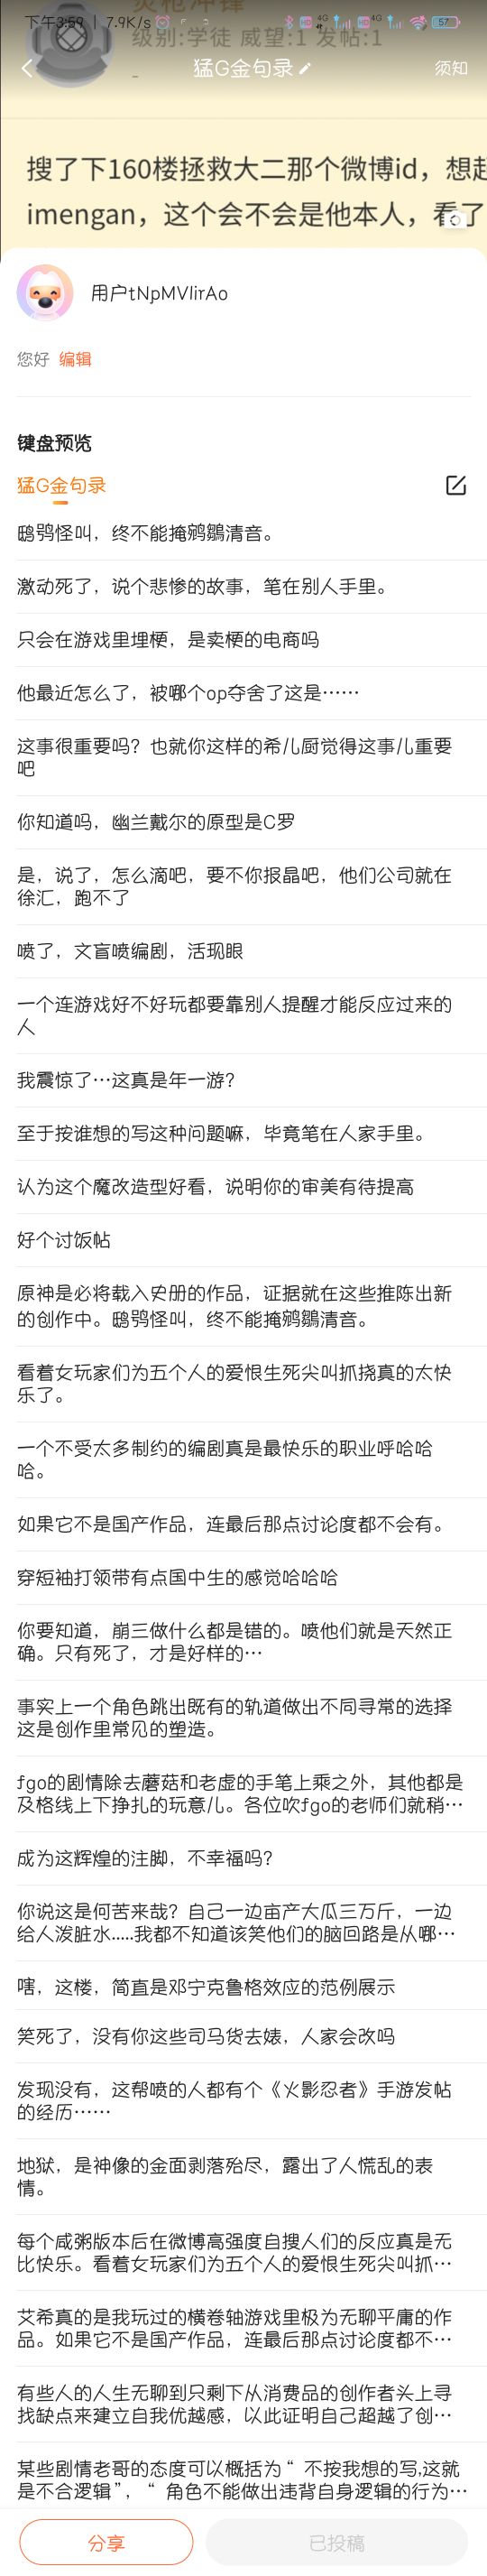 灵枪冲锋
下午3:59 | 7.9K/s
4G
4G
57
级别:学徒 威望:1 发帖:1
猛G金句录
须知
搜了下160楼拯救大二那个微博id，想起
imengan，这个会不会是他本人，看了
用户tNpMVlirAo
您好 编辑
键盘预览
猛G金句录
鸱鸮怪叫，终不能掩鹓鶵清音。
激动死了，说个悲惨的故事，笔在别人手里。
只会在游戏里埋梗，是卖梗的电商吗
他最近怎么了，被哪个op夺舍了这是……
这事很重要吗？也就你这样的希儿厨觉得这事儿重要
吧
你知道吗，幽兰戴尔的原型是C罗
是，说了，怎么滴吧，要不你报晶吧，他们公司就在
徐汇，跑不了
喷了，文盲喷编剧，活现眼
一个连游戏好不好玩都要靠别人提醒才能反应过来的
人
我震惊了…这真是年一游？
至于按谁想的写这种问题嘛，毕竟笔在人家手里。
认为这个魔改造型好看，说明你的审美有待提高
好个讨饭帖
原神是必将载入史册的作品，证据就在这些推陈出新
的创作中。鸱鸮怪叫，终不能掩鹓鶵清音。
看着女玩家们为五个人的爱恨生死尖叫抓挠真的太快
乐了。
一个不受太多制约的编剧真是最快乐的职业呼哈哈
哈。
如果它不是国产作品，连最后那点讨论度都不会有。
穿短袖打领带有点国中生的感觉哈哈哈
你要知道，崩三做什么都是错的。喷他们就是天然正
确。只有死了，才是好样的…
事实上一个角色跳出既有的轨道做出不同寻常的选择
这是创作里常见的塑造。
fgo的剧情除去蘑菇和老虚的手笔上乘之外，其他都是
及格线上下挣扎的玩意儿。各位吹fgo的老师们就稍…
成为这辉煌的注脚，不幸福吗？
你说这是何苦来哉？自己一边亩产大瓜三万斤，一边
给人泼脏水.....我都不知道该笑他们的脑回路是从哪…
嗐，这楼，简直是邓宁克鲁格效应的范例展示
笑死了，没有你这些司马货去婊，人家会改吗
发现没有，这帮喷的人都有个《火影忍者》手游发帖
的经历……
地狱，是神像的金面剥落殆尽，露出了人慌乱的表
情。
每个咸粥版本后在微博高强度自搜人们的反应真是无
比快乐。看着女玩家们为五个人的爱恨生死尖叫抓…
艾希真的是我玩过的横卷轴游戏里极为无聊平庸的作
品。如果它不是国产作品，连最后那点讨论度都不…
有些人的人生无聊到只剩下从消费品的创作者头上寻
找缺点来建立自我优越感，以此证明自己超越了创…
某些剧情老哥的态度可以概括为“ 不按我想的写,这就
是不合逻辑”，“ 角色不能做出违背自身逻辑的行为…
分享
已投稿